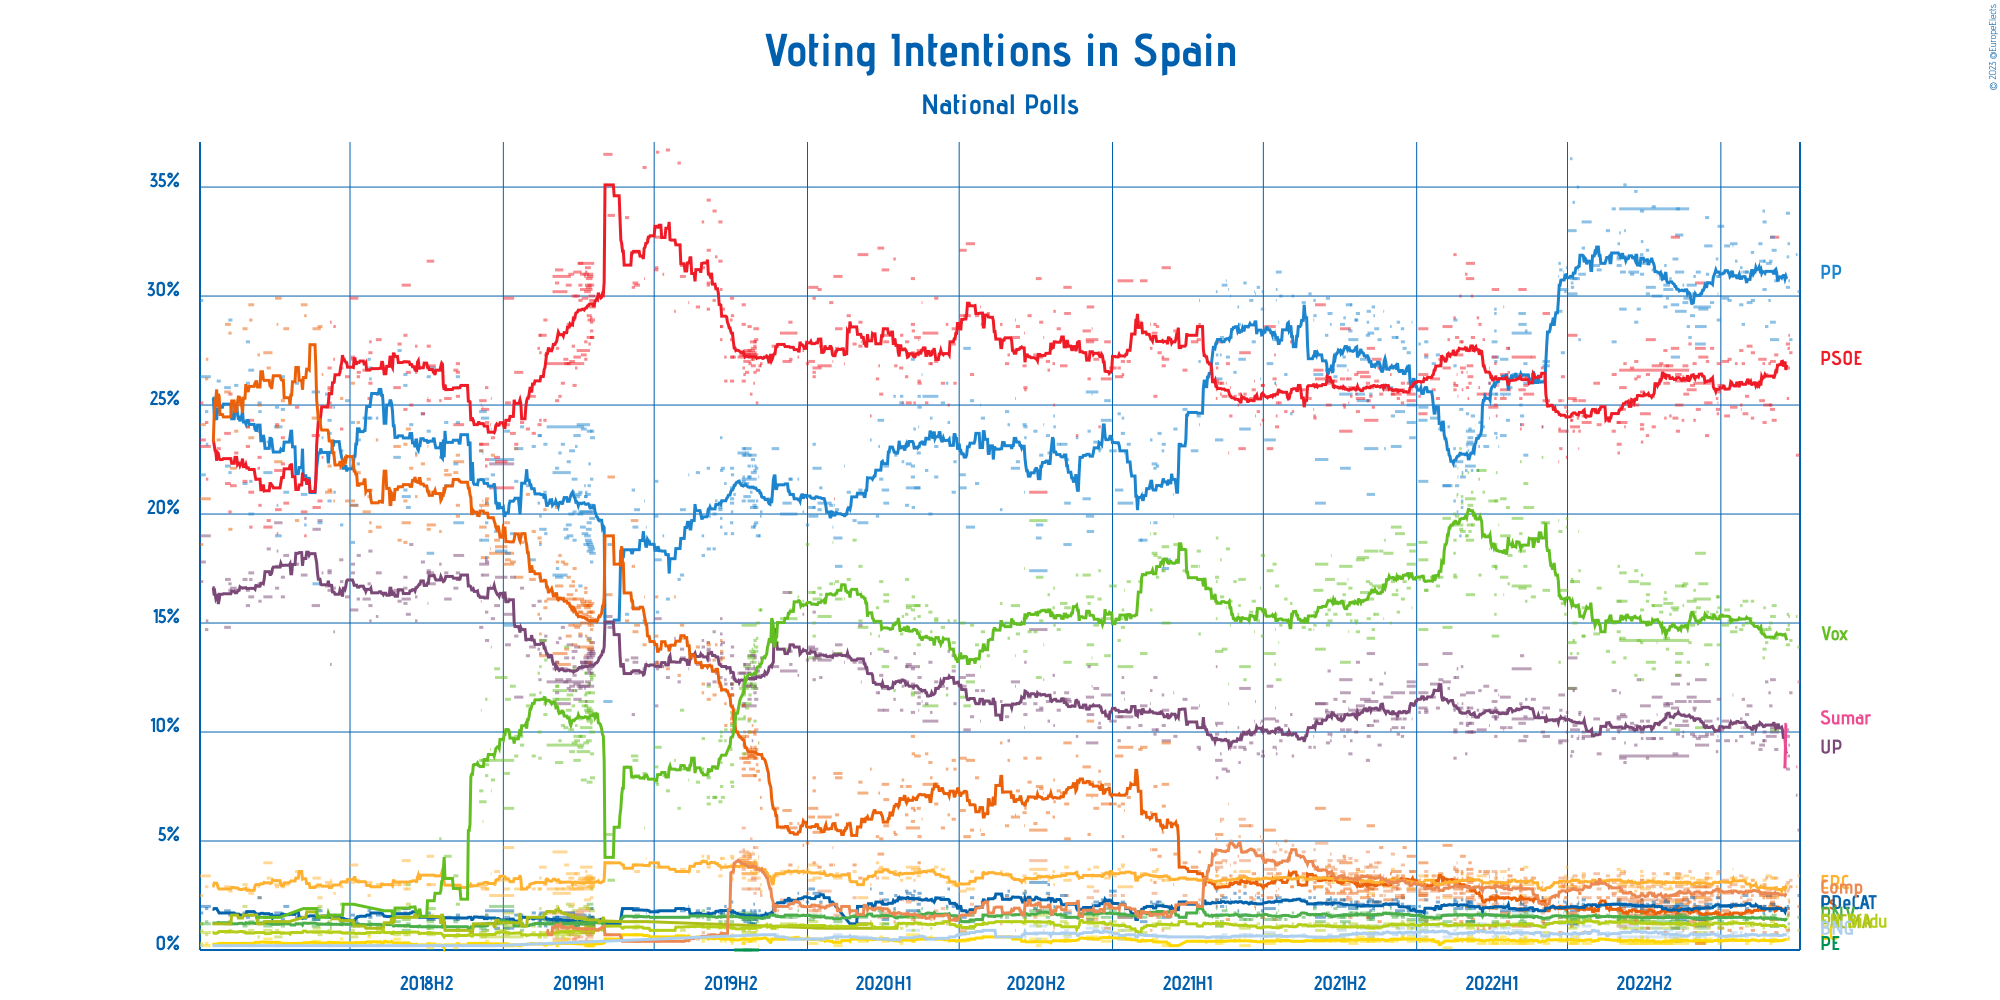 Voting Intentions in Spain
National Polls
© 2023 @EuropeElects
35%
30%
25%
20%
15%
10%
5%
0%
PP
PSOE
Vox
Sumar
UP
ERC
Comp
PDeCAT
BNG
PE
2018H2
2019H1
2019H2
2020H1
2020H2
2021H1
2021H2
2022H1
2022H2